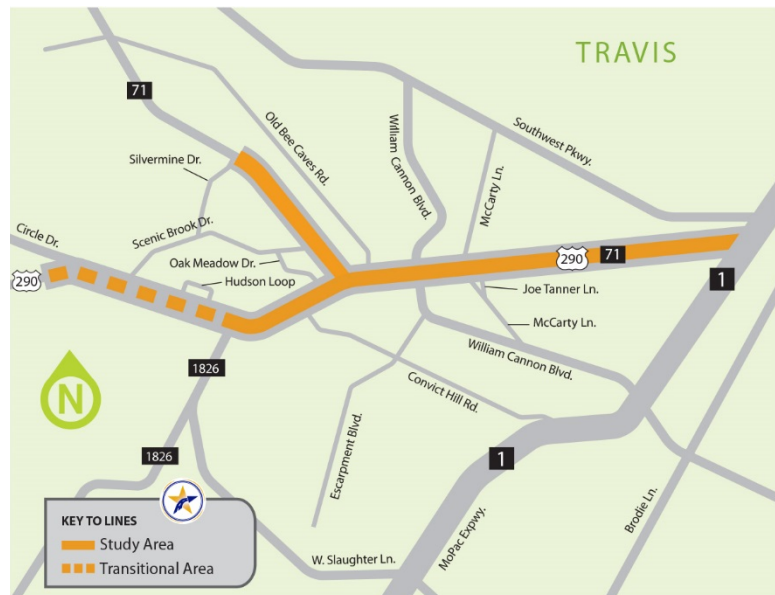 TRAVIS
71
Old Bee Caves Rd.
William Cannon Blvd.
Southwest Pkwy.
McCarty Ln.
Silvermine Dr.
Scenic Brook Dr.
Circle Dr.
Oak Meadow Dr.
Hudson Loop
290
290
71
1
Joe Tanner Ln.
McCarty Ln.
William Cannon Blvd.
1826
Convict Hill Rd.
N
Escarpment Blvd.
1826
1
MoPac Expwy.
Brodie Ln.
W. Slaughter Ln.
KEY TO LINES
Study Area
Transitional Area